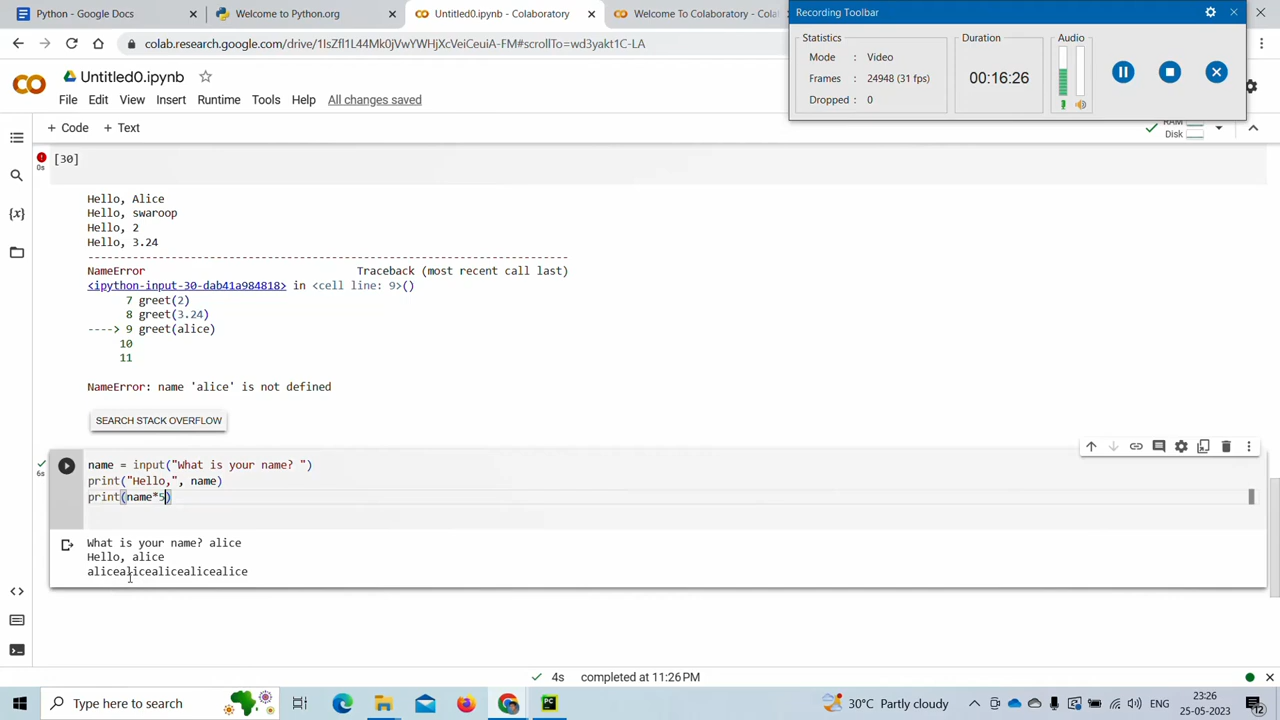 Python - Google Docs
Welcome to Python.org
Untitled0.ipynb - Colaboratory
Welcome To Colaboratory - Cola
Recording Toolbar
Statistics
Mode : Video
Frames : 24948 (31 fps)
Dropped : 0
Duration
00:16:26
Audio
colab.research.google.com/drive/1IsZfl1L44Mk0jVwYWHjXcVeiCeuiA-FM#scrollTo=wd3yakt1C-LA
Untitled0.ipynb
File Edit View Insert Runtime Tools Help All changes saved
+ Code + Text
RAM
Disk
[30]
0s
Hello, Alice
Hello, swaroop
Hello, 2
Hello, 3.24
---------------------------------------------------------------------------
NameError Traceback (most recent call last)
<ipython-input-30-dab41a984818> in <cell line: 9>()
7 greet(2)
8 greet(3.24)
----> 9 greet(alice)
10
11
NameError: name 'alice' is not defined
SEARCH STACK OVERFLOW
6s
name = input("What is your name? ")
print("Hello,", name)
print(name*5)
What is your name? alice
Hello, alice
alicealicealicealicealice
4s completed at 11:26 PM
Type here to search
30°C Partly cloudy
ENG
23:26
25-05-2023
12